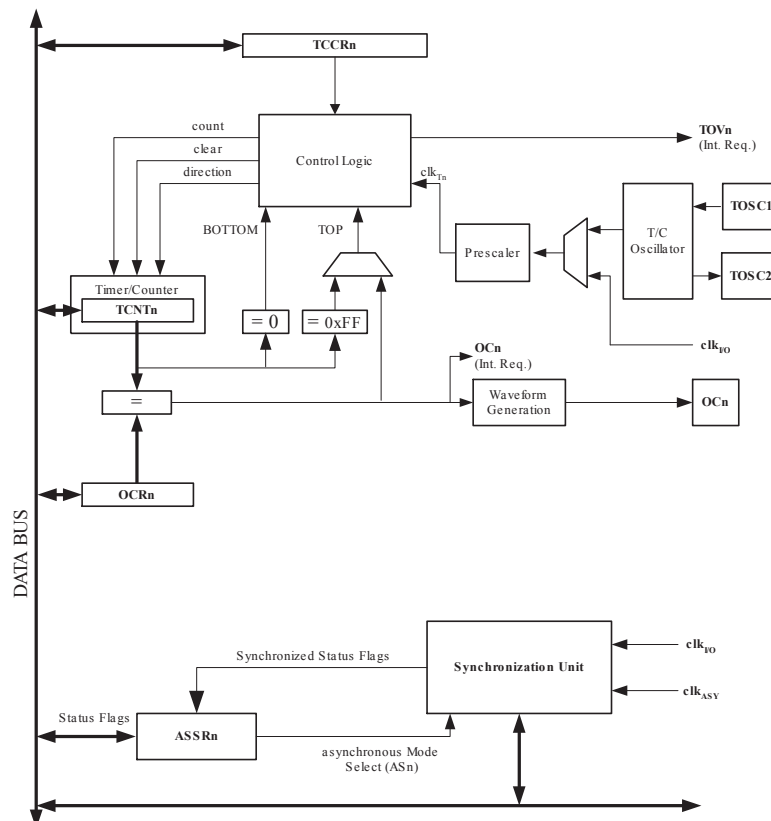 TCCRn
count
clear
direction
Control Logic
TOVn
(Int. Req.)
clkTn
BOTTOM
TOP
Prescaler
T/C
Oscillator
TOSC1
TOSC2
Timer/Counter
TCNTn
= 0
= 0xFF
clkI/O
OCn
(Int. Req.)
=
Waveform
Generation
OCn
OCRn
DATA BUS
Synchronized Status Flags
Synchronization Unit
clkI/O
clkASY
Status Flags
ASSRn
asynchronous Mode
Select (ASn)